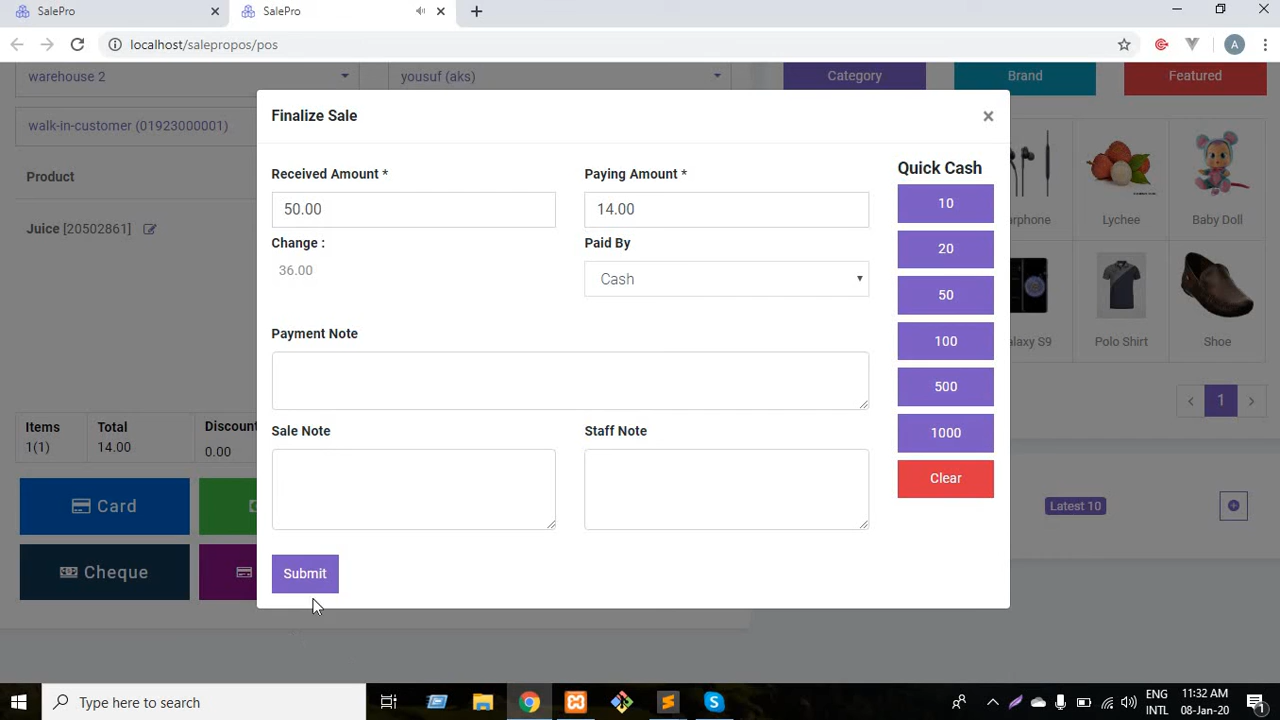 SalePro
SalePro
localhost/salepropos/pos
A
warehouse 2
yousuf (aks)
Category
Brand
Featured
walk-in-customer (01923000001)
Product
Juice [20502861]
Finalize Sale
×
Received Amount *
Paying Amount *
Quick Cash
50.00
14.00
10
Change :
Paid By
20
36.00
Cash
50
Payment Note
100
500
Sale Note
Staff Note
1000
Clear
Submit
Lychee
Baby Doll
Polo Shirt
Shoe
< 1 >
Items
Total
Discount
1(1)
14.00
0.00
Card
Cheque
Latest 10
Type here to search
ENG
INTL
11:32 AM
08-Jan-20
1